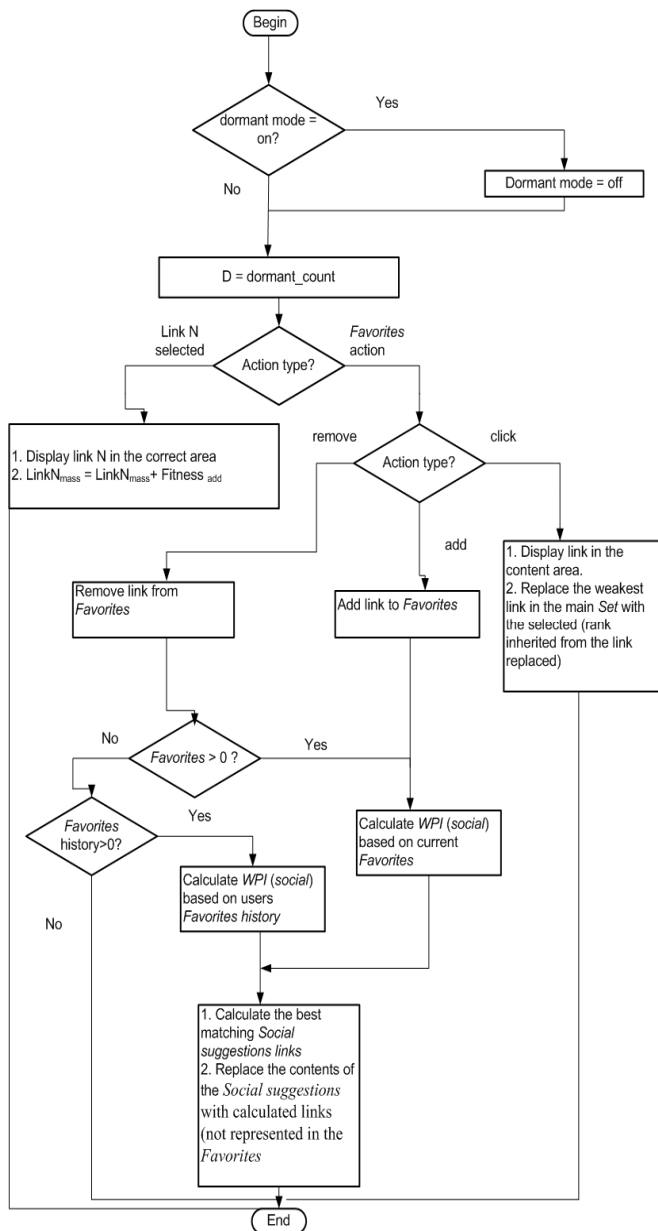 Begin
dormant mode =
on?
Yes
No
Dormant mode = off
D = dormant_count
Link N
selected
Favorites
action
Action type?
1. Display link N in the correct area
2. LinkNmass = LinkNmass+ Fitness add
remove
click
Action type?
add
1. Display link in the
content area.
2. Replace the weakest
link in the main Set with
the selected (rank
inherited from the link
replaced)
Remove link from
Favorites
Add link to Favorites
No
Favorites > 0 ?
Yes
Favorites
history>0?
Yes
No
Calculate WPI (social)
based on current
Favorites
Calculate WPI (social)
based on users
Favorites history
1. Calculate the best
matching Social
suggestions links
2. Replace the contents of
the Social suggestions
with calculated links
(not represented in the
Favorites
End